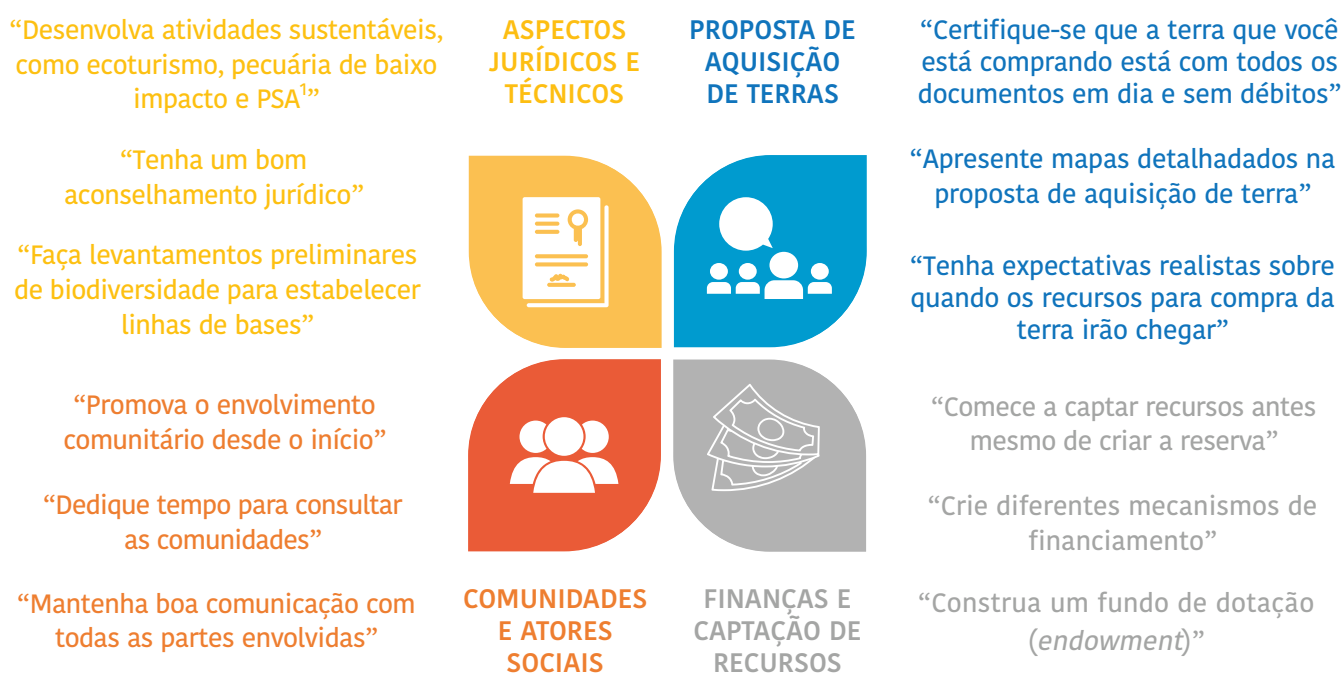 “Desenvolva atividades sustentáveis,
como ecoturismo, pecuária de baixo
impacto e PSA¹”
“Tenha um bom
aconselhamento jurídico”
“Faça levantamentos preliminares
de biodiversidade para estabelecer
linhas de bases”
“Promova o envolvimento
comunitário desde o início”
“Dedique tempo para consultar
as comunidades”
“Mantenha boa comunicação com
todas as partes envolvidas”
ASPECTOS
JURÍDICOS E
TÉCNICOS
PROPOSTA DE
AQUISIÇÃO
DE TERRAS
COMUNIDADES
E ATORES
SOCIAIS
FINANÇAS E
CAPTAÇÃO DE
RECURSOS
“Certifique-se que a terra que você
está comprando está com todos os
documentos em dia e sem débitos”
“Apresente mapas detalhadados na
proposta de aquisição de terra”
“Tenha expectativas realistas sobre
quando os recursos para compra da
terra irão chegar”
“Comece a captar recursos antes
mesmo de criar a reserva”
“Crie diferentes mecanismos de
financiamento”
“Construa um fundo de dotação
(endowment)”